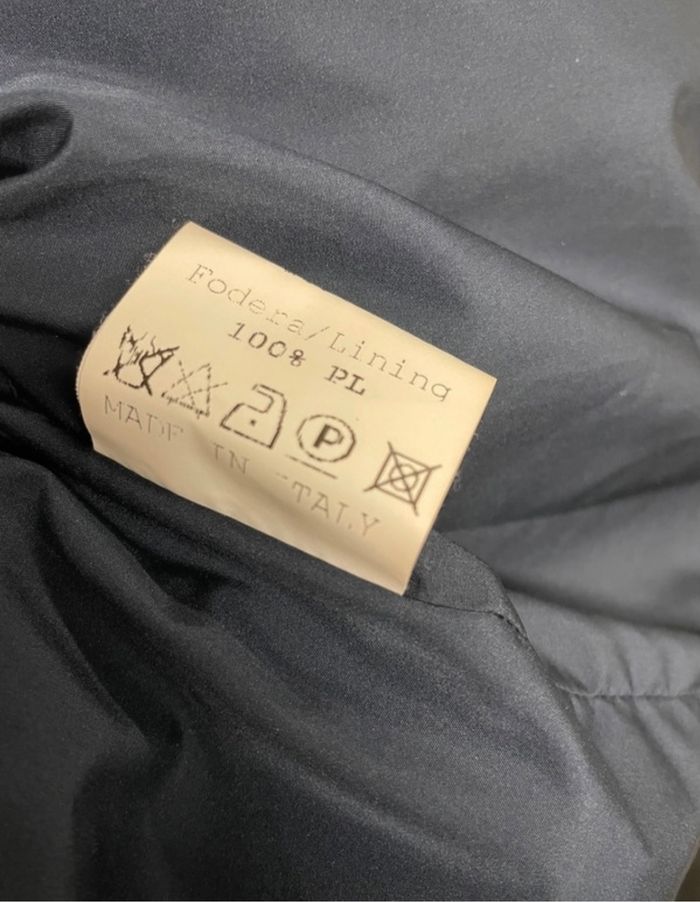 Fodera/Lining
100% PL
P
MADE IN ITALY